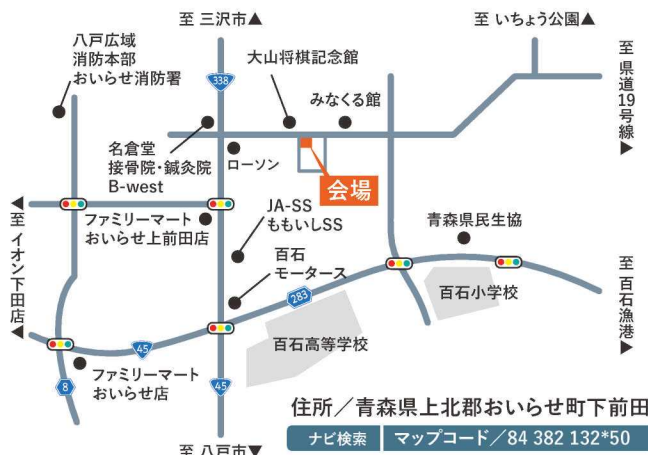 至 三沢市▲
至 いちょう公園▲
八戸広域
消防本部
おいらせ消防署
338
大山将棋記念館
みなくる館
至 県道19号線▶
名倉堂
接骨院・鍼灸院
B-west
ローソン
会場
◀至 イオン下田店◀
ファミリーマート
おいらせ上前田店
JA-SS
ももいしSS
青森県民生協
百石
モータース
283
百石小学校
至 百石漁港▶
45
百石高等学校
ファミリーマート
おいらせ店
8
45
住所／青森県上北郡おいらせ町下前田
ナビ検索 マップコード／84 382 132*50
至 八戸市▼